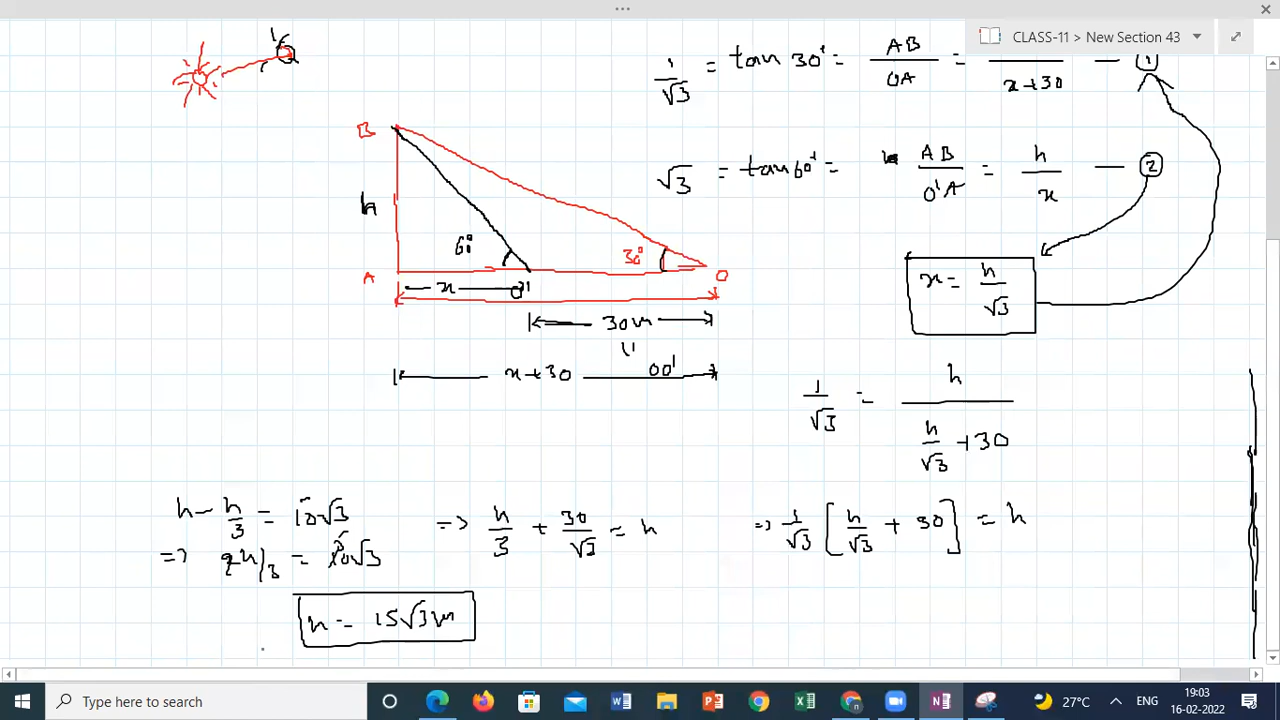 CLASS-11 > New Section 43
1/√3 = tan 30° = AB/OA = /x+30 — ①
√3 = tan 60° = AB/O'A = h/x — ②
B
h
60°
30°
A
x
O'
O
30m
x+30
OO'
x = h/√3
1/√3 = h/(h/√3 + 30)
⇒ 1/√3 [h/√3 + 30] = h
⇒ h/3 + 30/√3 = h
h – h/3 = 10√3
⇒ 2h/3 = 10√3
5
h = 15√3 m
Type here to search
27°C
ENG
19:03
16-02-2022